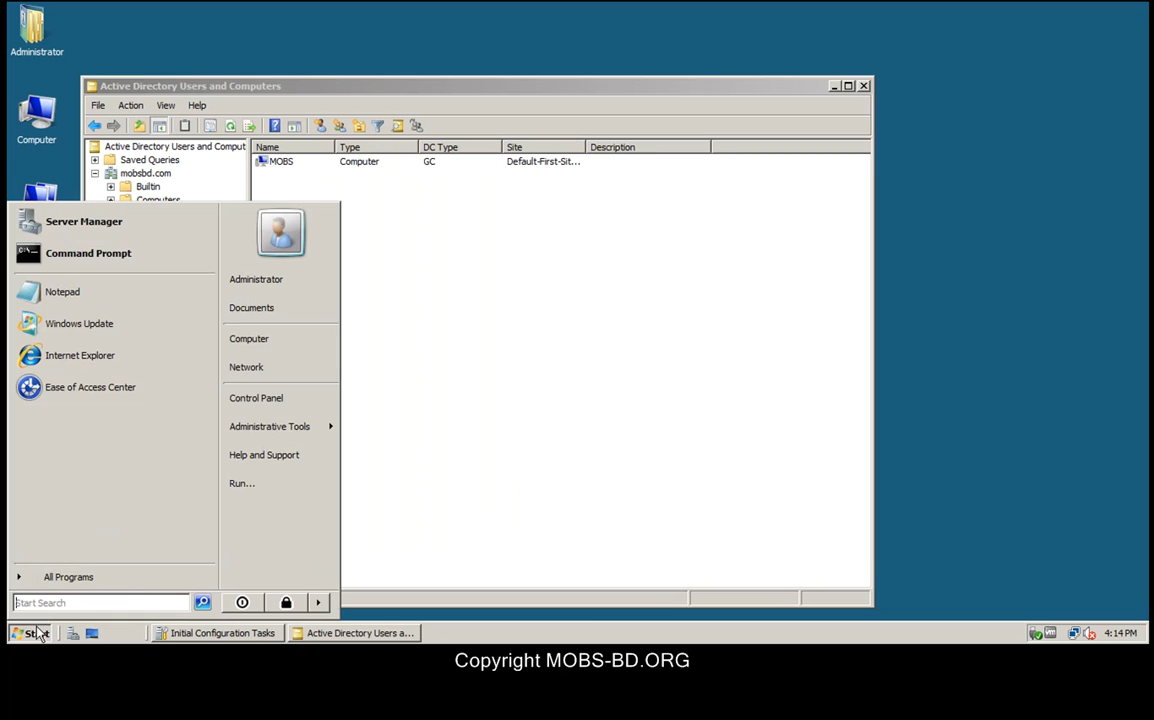 Administrator
Computer
Active Directory Users and Computers
File Action View Help
Active Directory Users and Comput
Saved Queries
mobsbd.com
Builtin
Computers
Name Type DC Type Site Description
MOBS Computer GC Default-First-Sit...
Server Manager
Command Prompt
Notepad
Windows Update
Internet Explorer
Ease of Access Center
All Programs
Start Search
Administrator
Documents
Computer
Network
Control Panel
Administrative Tools
Help and Support
Run...
Start
Initial Configuration Tasks
Active Directory Users a...
4:14 PM
Copyright MOBS-BD.ORG